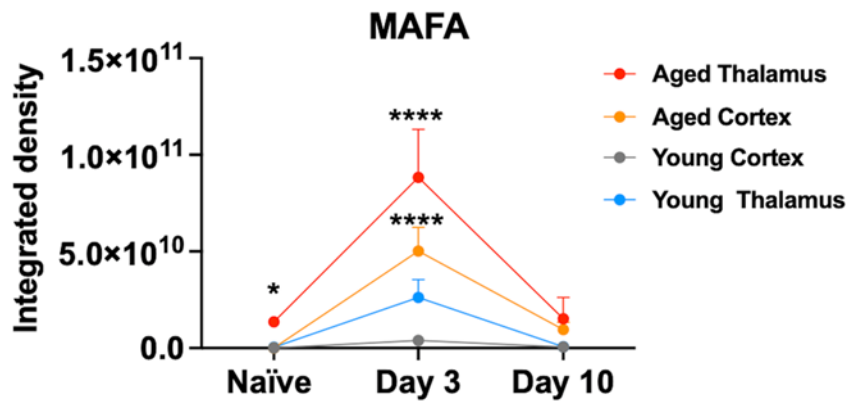 MAFA
Integrated density
1.5×10¹¹
1.0×10¹¹
5.0×10¹⁰
0.0
*
****
****
Naïve
Day 3
Day 10
Aged Thalamus
Aged Cortex
Young Cortex
Young Thalamus